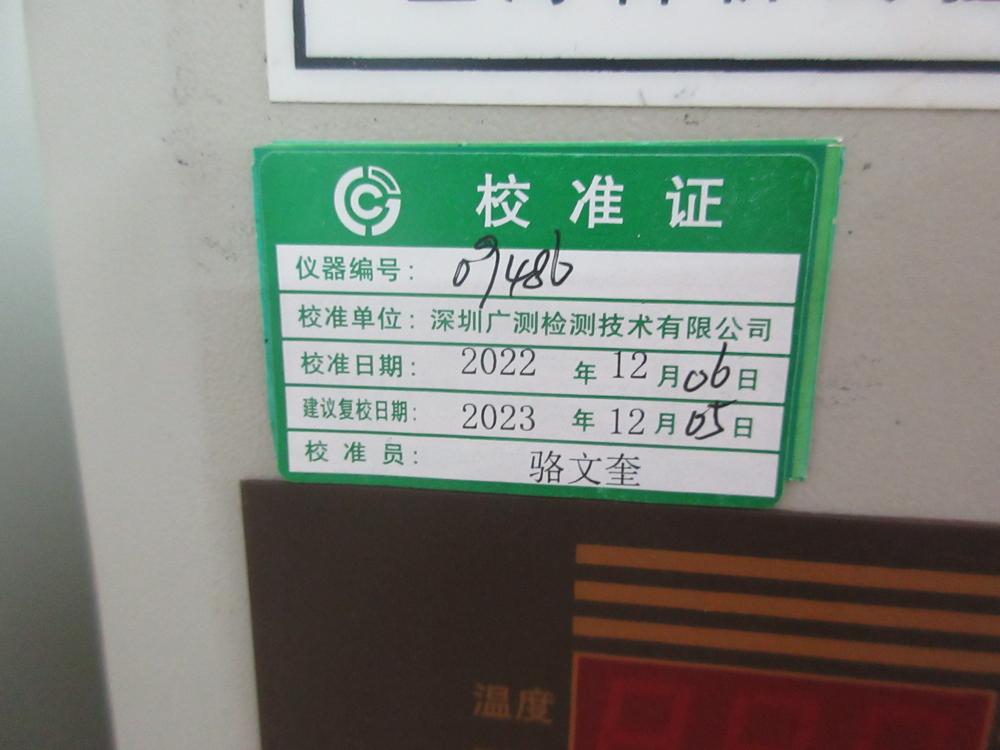 校准证
仪器编号: 09486
校准单位: 深圳广测检测技术有限公司
校准日期: 2022 年 12 月 06 日
建议复校日期: 2023 年 12 月 05 日
校准员: 骆文奎
温度